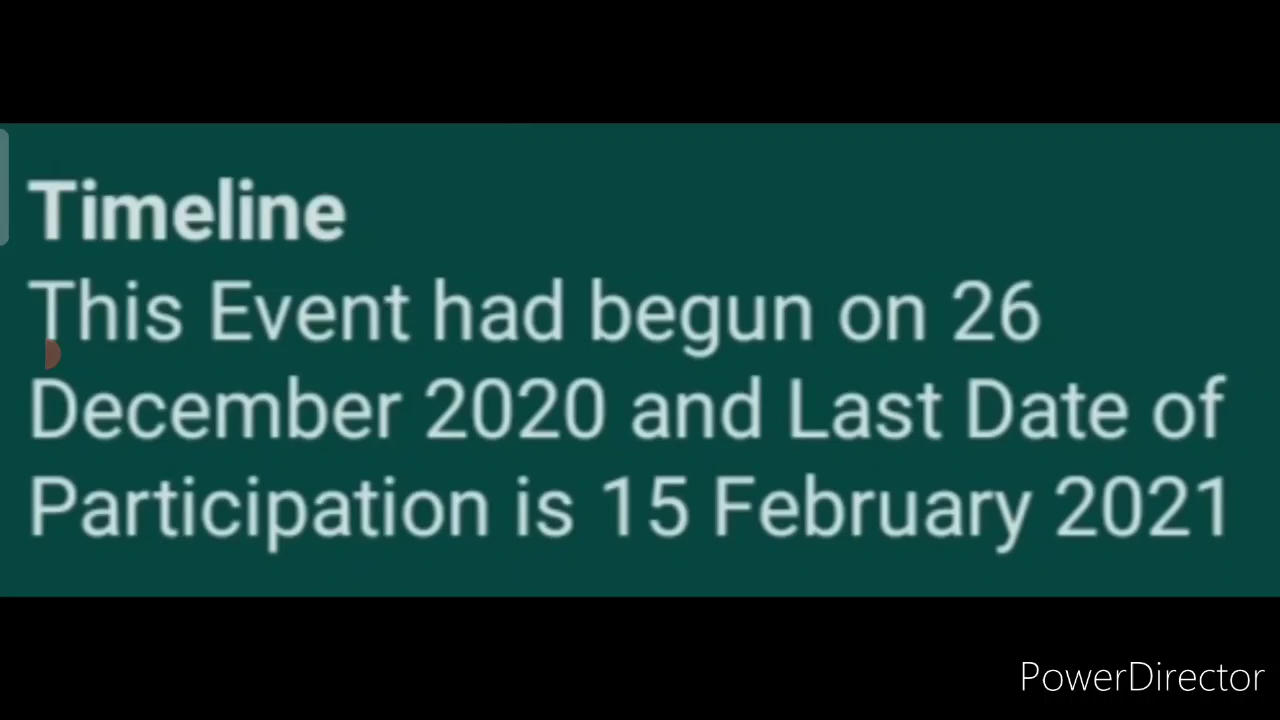 Timeline
This Event had begun on 26
December 2020 and Last Date of
Participation is 15 February 2021
PowerDirector